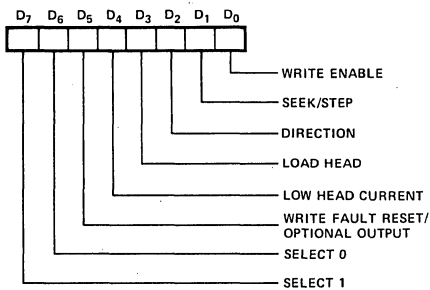 D7 D6 D5 D4 D3 D2 D1 D0
WRITE ENABLE
SEEK/STEP
DIRECTION
LOAD HEAD
LOW HEAD CURRENT
WRITE FAULT RESET/
OPTIONAL OUTPUT
SELECT 0
SELECT 1